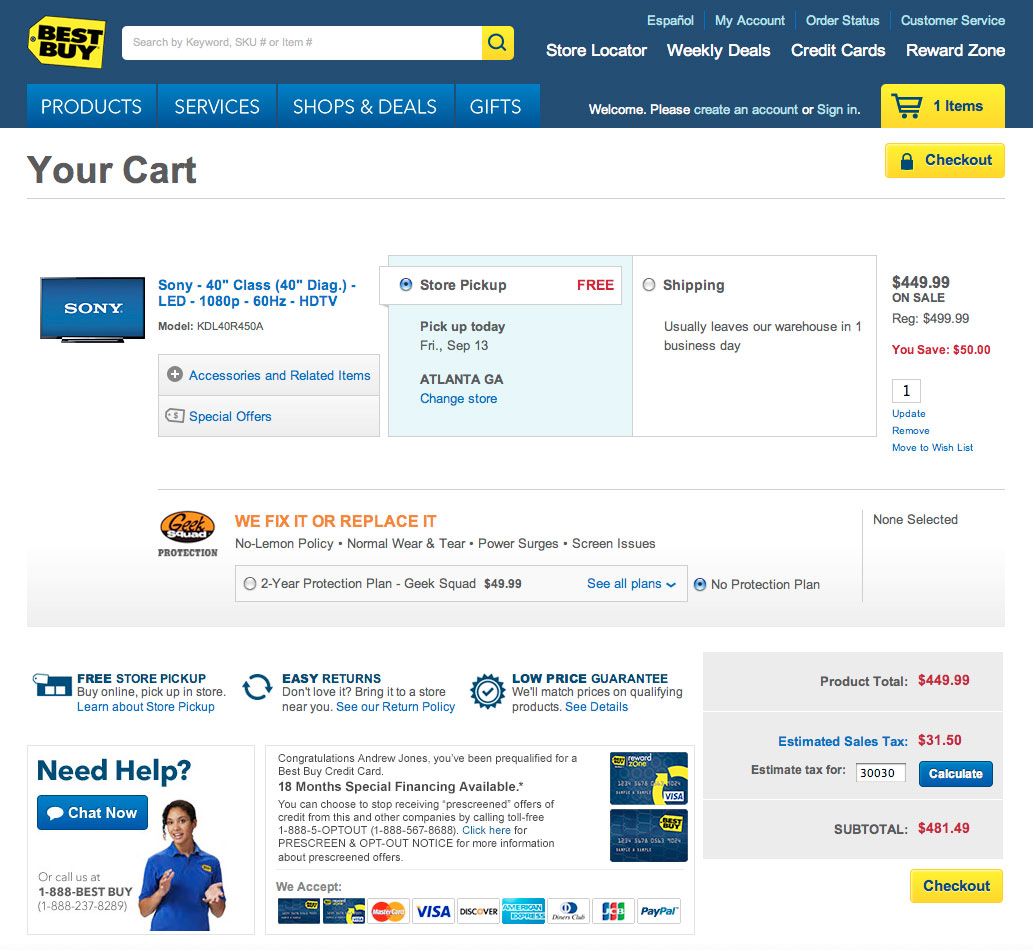 Español
My Account
Order Status
Customer Service
BEST
BUY
Search by Keyword, SKU # or Item #
Store Locator
Weekly Deals
Credit Cards
Reward Zone
PRODUCTS
SERVICES
SHOPS & DEALS
GIFTS
Welcome. Please create an account or Sign in.
1 Items
Your Cart
Checkout
SONY
Sony - 40" Class (40" Diag.) -
LED - 1080p - 60Hz - HDTV
Model: KDL40R450A
Accessories and Related Items
Special Offers
Store Pickup
FREE
Pick up today
Fri., Sep 13
ATLANTA GA
Change store
Shipping
Usually leaves our warehouse in 1
business day
$449.99
ON SALE
Reg: $499.99
You Save: $50.00
1
Update
Remove
Move to Wish List
Geek
Squad
PROTECTION
WE FIX IT OR REPLACE IT
No-Lemon Policy • Normal Wear & Tear • Power Surges • Screen Issues
2-Year Protection Plan - Geek Squad $49.99
See all plans
No Protection Plan
None Selected
FREE STORE PICKUP
Buy online, pick up in store.
Learn about Store Pickup
EASY RETURNS
Don't love it? Bring it to a store
near you. See our Return Policy
LOW PRICE GUARANTEE
We'll match prices on qualifying
products. See Details
Product Total: $449.99
Estimated Sales Tax: $31.50
Estimate tax for: 30030
Calculate
SUBTOTAL: $481.49
Checkout
Need Help?
Chat Now
Or call us at
1-888-BEST BUY
(1-888-237-8289)
Congratulations Andrew Jones, you've been prequalified for a
Best Buy Credit Card.
18 Months Special Financing Available.*
You can choose to stop receiving "prescreened" offers of
credit from this and other companies by calling toll-free
1-888-5-OPTOUT (1-888-567-8688). Click here for
PRESCREEN & OPT-OUT NOTICE for more information
about prescreened offers.
reward
zone
VISA
BEST
BUY
We Accept:
MasterCard
VISA
DISCOVER
AMERICAN
EXPRESS
Diners Club
JCB
PayPal